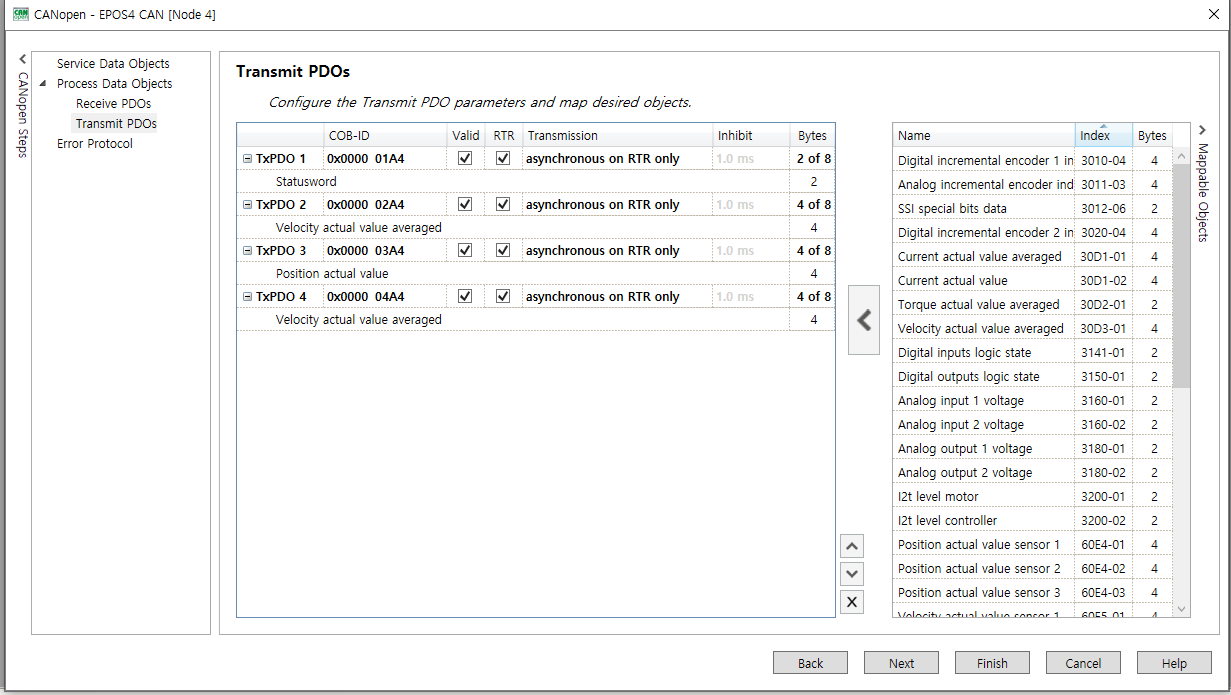 CANopen - EPOS4 CAN [Node 4]
CANopen Steps
Service Data Objects
Process Data Objects
Receive PDOs
Transmit PDOs
Error Protocol
Transmit PDOs
Configure the Transmit PDO parameters and map desired objects.
COB-ID Valid RTR Transmission Inhibit Bytes
TxPDO 1 0x0000 01A4 asynchronous on RTR only 1.0 ms 2 of 8
Statusword 2
TxPDO 2 0x0000 02A4 asynchronous on RTR only 1.0 ms 4 of 8
Velocity actual value averaged 4
TxPDO 3 0x0000 03A4 asynchronous on RTR only 1.0 ms 4 of 8
Position actual value 4
TxPDO 4 0x0000 04A4 asynchronous on RTR only 1.0 ms 4 of 8
Velocity actual value averaged 4
Name Index Bytes
Digital incremental encoder 1 in 3010-04 4
Analog incremental encoder ind 3011-03 4
SSI special bits data 3012-06 2
Digital incremental encoder 2 in 3020-04 4
Current actual value averaged 30D1-01 4
Current actual value 30D1-02 4
Torque actual value averaged 30D2-01 2
Velocity actual value averaged 30D3-01 4
Digital inputs logic state 3141-01 2
Digital outputs logic state 3150-01 2
Analog input 1 voltage 3160-01 2
Analog input 2 voltage 3160-02 2
Analog output 1 voltage 3180-01 2
Analog output 2 voltage 3180-02 2
I2t level motor 3200-01 2
I2t level controller 3200-02 2
Position actual value sensor 1 60E4-01 4
Position actual value sensor 2 60E4-02 4
Position actual value sensor 3 60E4-03 4
Velocity actual value sensor 1 60E5-01 4
Mappable Objects
Back Next Finish Cancel Help